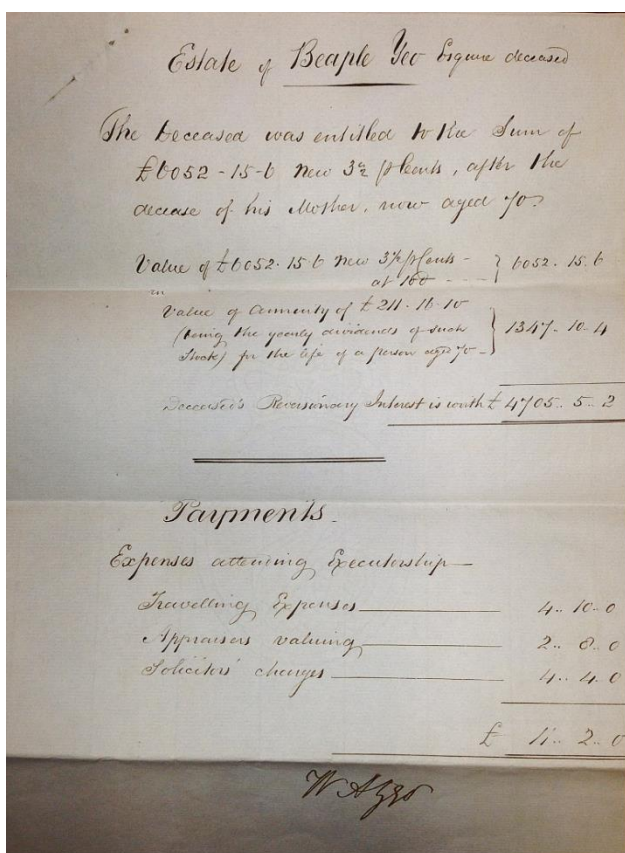 Estate of Beaple Yeo Esquire deceased
The Deceased was entitled to the Sum of
£6052-15-6 New 3½ pCents, after the
decease of his Mother, now aged 70.
Value of £6052.15.6 New 3½ pCents -
at 100 - - - } 6052.15.6
Value of Annuity of £211.16.10
(being the yearly dividends of such } 1347.10.4
Stock) for the life of a person aged 70 -
Deceased's Reversionary Interest is worth £4705..5..2
Payments.
Expenses attending Executorship—
Travelling Expenses 4..10..0
Appraisers valuing 2..8..0
Solicitors' charges 4..4..0
£ 11..2..0